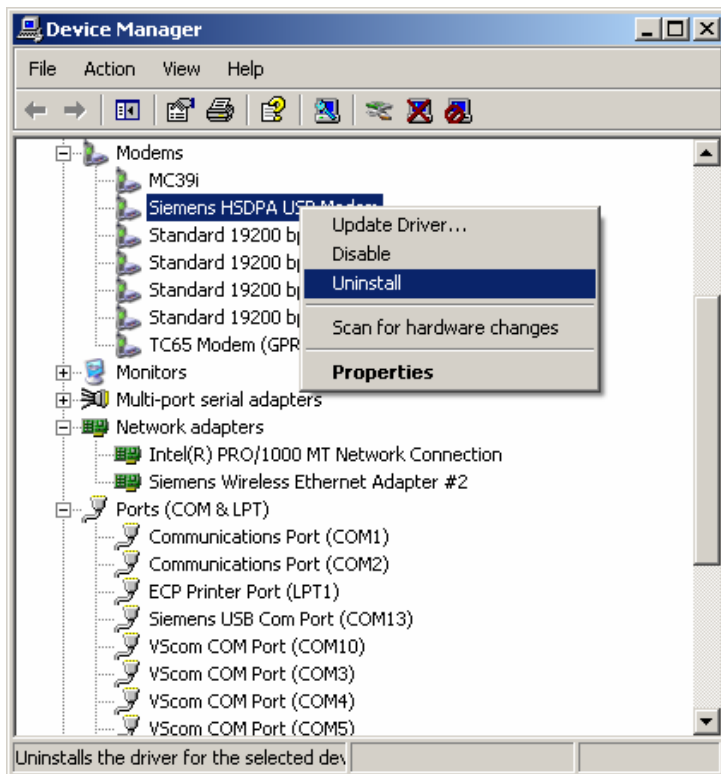 Device Manager
File Action View Help
Modems
MC39i
Siemens HSDPA USB Modem
Update Driver...
Standard 19200 b
Disable
Standard 19200 b
Uninstall
Standard 19200 b
Standard 19200 b
Scan for hardware changes
TC65 Modem (GPR
Properties
Monitors
Multi-port serial adapters
Network adapters
Intel(R) PRO/1000 MT Network Connection
Siemens Wireless Ethernet Adapter #2
Ports (COM & LPT)
Communications Port (COM1)
Communications Port (COM2)
ECP Printer Port (LPT1)
Siemens USB Com Port (COM13)
VScom COM Port (COM10)
VScom COM Port (COM3)
VScom COM Port (COM4)
VScom COM Port (COM5)
Uninstalls the driver for the selected dev